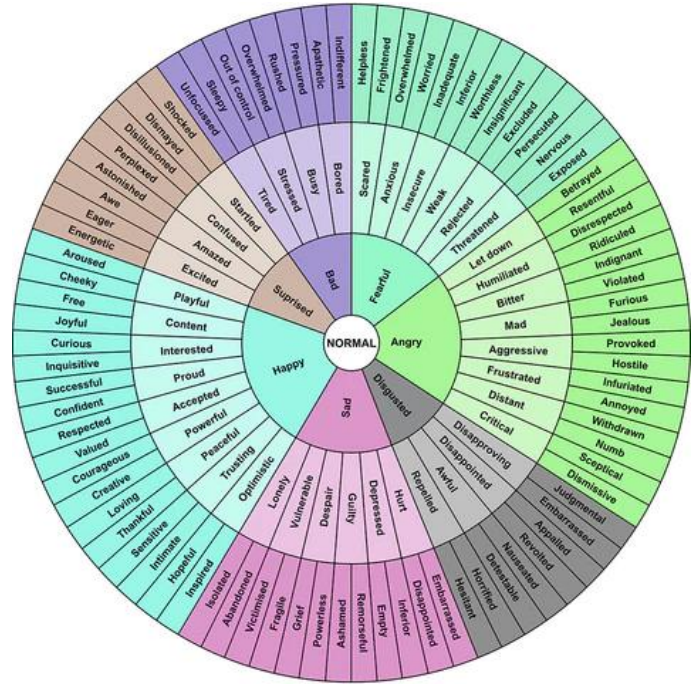 NORMAL
Fearful
Angry
Disgusted
Sad
Happy
Suprised
Bad
Scared
Anxious
Insecure
Weak
Rejected
Threatened
Let down
Humiliated
Bitter
Mad
Aggressive
Frustrated
Distant
Critical
Disapproving
Disappointed
Awful
Repelled
Hurt
Depressed
Guilty
Despair
Vulnerable
Lonely
Optimistic
Trusting
Peaceful
Powerful
Accepted
Proud
Interested
Content
Playful
Excited
Amazed
Confused
Startled
Tired
Stressed
Busy
Bored
Helpless
Frightened
Overwhelmed
Worried
Inadequate
Inferior
Worthless
Insignificant
Excluded
Persecuted
Nervous
Exposed
Betrayed
Resentful
Disrespected
Ridiculed
Indignant
Violated
Furious
Jealous
Provoked
Hostile
Infuriated
Annoyed
Withdrawn
Numb
Sceptical
Dismissive
Judgmental
Embarrassed
Appalled
Revolted
Nauseated
Detestable
Horrified
Hesitant
Embarrassed
Disappointed
Inferior
Empty
Remorseful
Ashamed
Powerless
Grief
Fragile
Victimised
Abandoned
Isolated
Inspired
Hopeful
Intimate
Sensitive
Thankful
Loving
Creative
Courageous
Valued
Respected
Confident
Successful
Inquisitive
Curious
Joyful
Free
Cheeky
Aroused
Energetic
Eager
Awe
Astonished
Perplexed
Disillusioned
Dismayed
Shocked
Unfocussed
Sleepy
Out of control
Overwhelmed
Rushed
Pressured
Apathetic
Indifferent